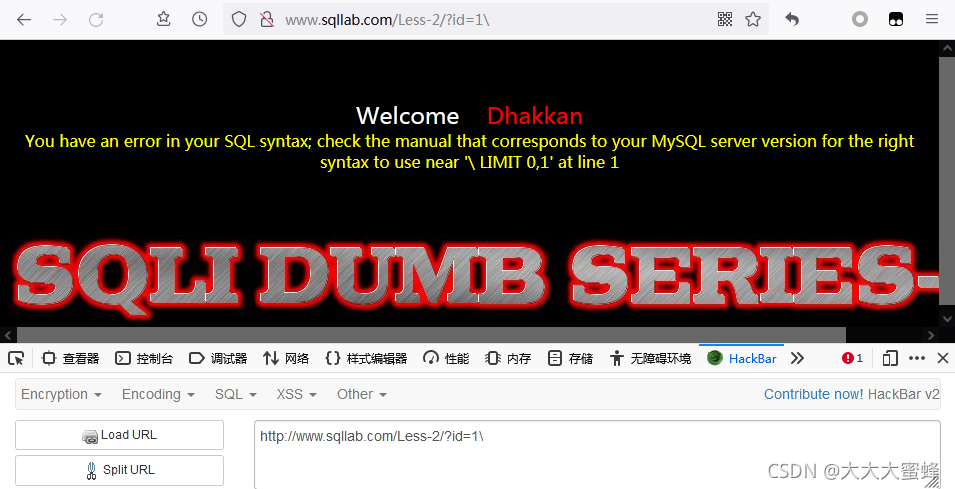 www.sqllab.com/Less-2/?id=1\
Welcome Dhakkan
You have an error in your SQL syntax; check the manual that corresponds to your MySQL server version for the right
syntax to use near '\ LIMIT 0,1' at line 1
SQLI DUMB SERIES-
查看器 控制台 调试器 网络 {} 样式编辑器 性能 内存 存储 无障碍环境 HackBar 1
Encryption Encoding SQL XSS Other Contribute now! HackBar v2
Load URL
http://www.sqllab.com/Less-2/?id=1\
Split URL
CSDN @大大大蜜蜂